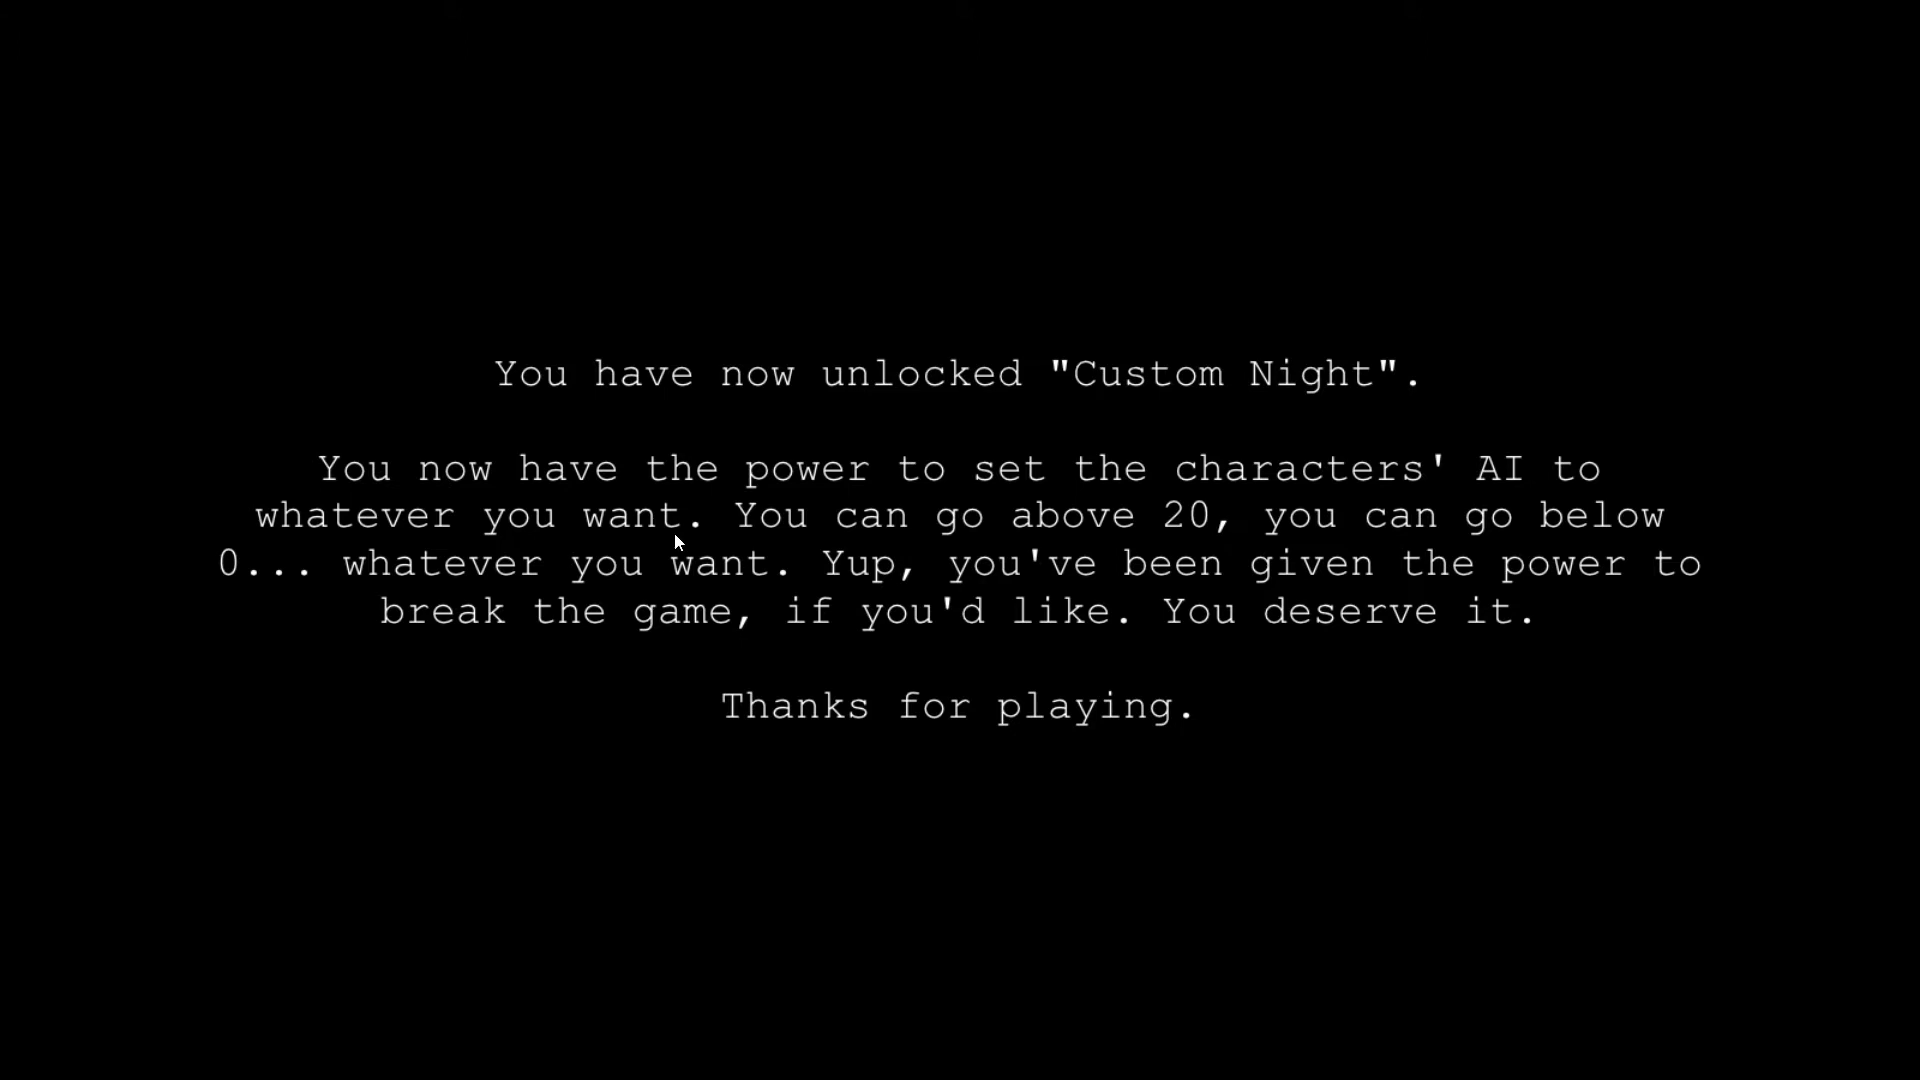 You have now unlocked "Custom Night".
You now have the power to set the characters' AI to
whatever you want. You can go above 20, you can go below
0... whatever you want. Yup, you've been given the power to
break the game, if you'd like. You deserve it.
Thanks for playing.